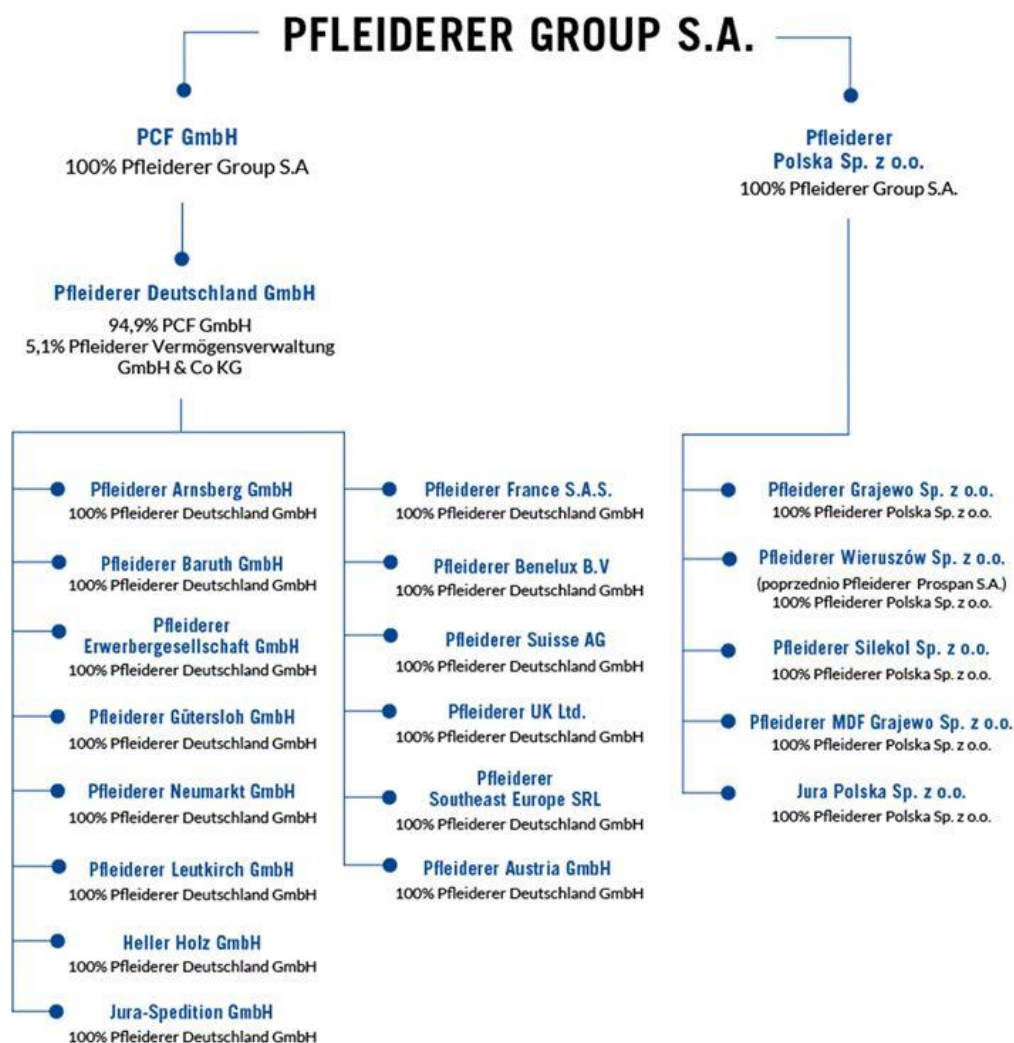 PFLEIDERER GROUP S.A.
PCF GmbH
100% Pfleiderer Group S.A
Pfleiderer Deutschland GmbH
94,9% PCF GmbH
5,1% Pfleiderer Vermögensverwaltung
GmbH & Co KG
Pfleiderer Arnsberg GmbH
100% Pfleiderer Deutschland GmbH
Pfleiderer Baruth GmbH
100% Pfleiderer Deutschland GmbH
Pfleiderer
Erwerbergesellschaft GmbH
100% Pfleiderer Deutschland GmbH
Pfleiderer Gütersloh GmbH
100% Pfleiderer Deutschland GmbH
Pfleiderer Neumarkt GmbH
100% Pfleiderer Deutschland GmbH
Pfleiderer Leutkirch GmbH
100% Pfleiderer Deutschland GmbH
Heller Holz GmbH
100% Pfleiderer Deutschland GmbH
Jura-Spedition GmbH
100% Pfleiderer Deutschland GmbH
Pfleiderer France S.A.S.
100% Pfleiderer Deutschland GmbH
Pfleiderer Benelux B.V
100% Pfleiderer Deutschland GmbH
Pfleiderer Suisse AG
100% Pfleiderer Deutschland GmbH
Pfleiderer UK Ltd.
100% Pfleiderer Deutschland GmbH
Pfleiderer
Southeast Europe SRL
100% Pfleiderer Deutschland GmbH
Pfleiderer Austria GmbH
100% Pfleiderer Deutschland GmbH
Pfleiderer
Polska Sp. z o.o.
100% Pfleiderer Group S.A.
Pfleiderer Grajewo Sp. z o.o.
100% Pfleiderer Polska Sp. z o.o.
Pfleiderer Wieruszów Sp. z o.o.
(poprzednio Pfleiderer Prospan S.A.)
100% Pfleiderer Polska Sp. z o.o.
Pfleiderer Silekol Sp. z o.o.
100% Pfleiderer Polska Sp. z o.o.
Pfleiderer MDF Grajewo Sp. z o.o.
100% Pfleiderer Polska Sp. z o.o.
Jura Polska Sp. z o.o.
100% Pfleiderer Polska Sp. z o.o.